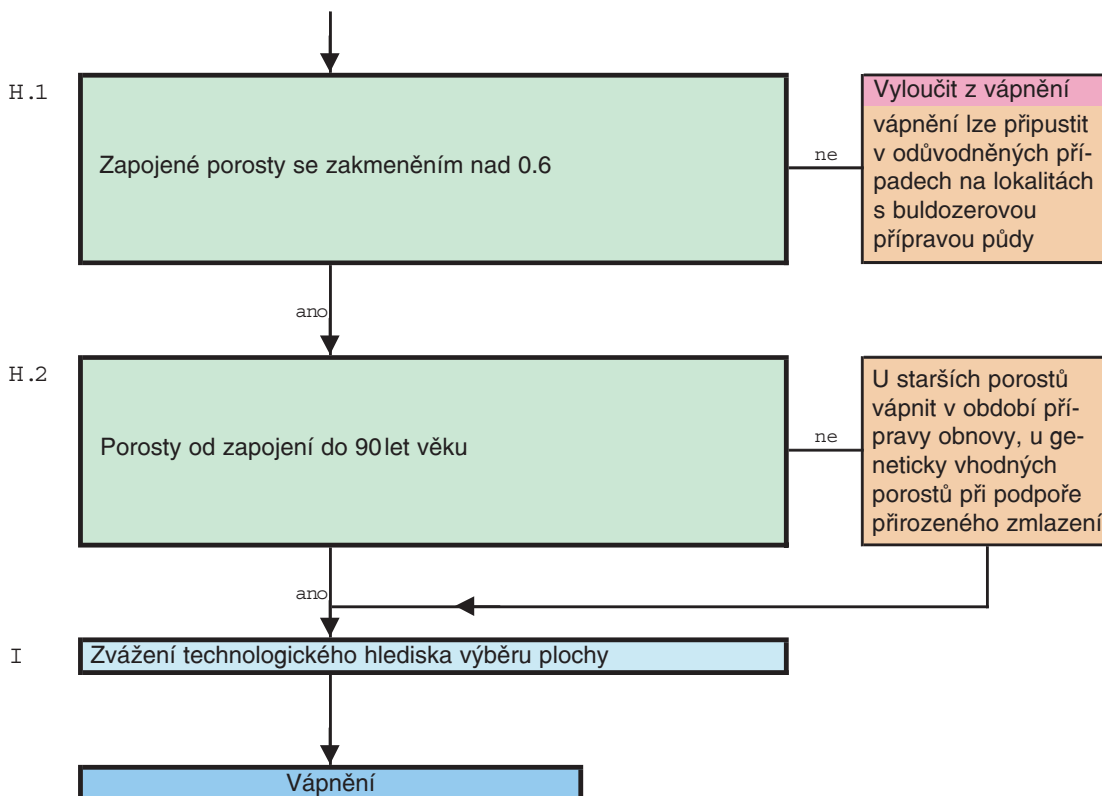 H.1
Zapojené porosty se zakmeněním nad 0.6
ne
Vyloučit z vápnění
vápnění lze připustit
v odůvodněných pří-
padech na lokalitách
s buldozerovou
přípravou půdy
ano
H.2
Porosty od zapojení do 90 let věku
ne
U starších porostů
vápnit v období pří-
pravy obnovy, u ge-
neticky vhodných
porostů při podpoře
přirozeného zmlazení
ano
I
Zvážení technologického hlediska výběru plochy
Vápnění